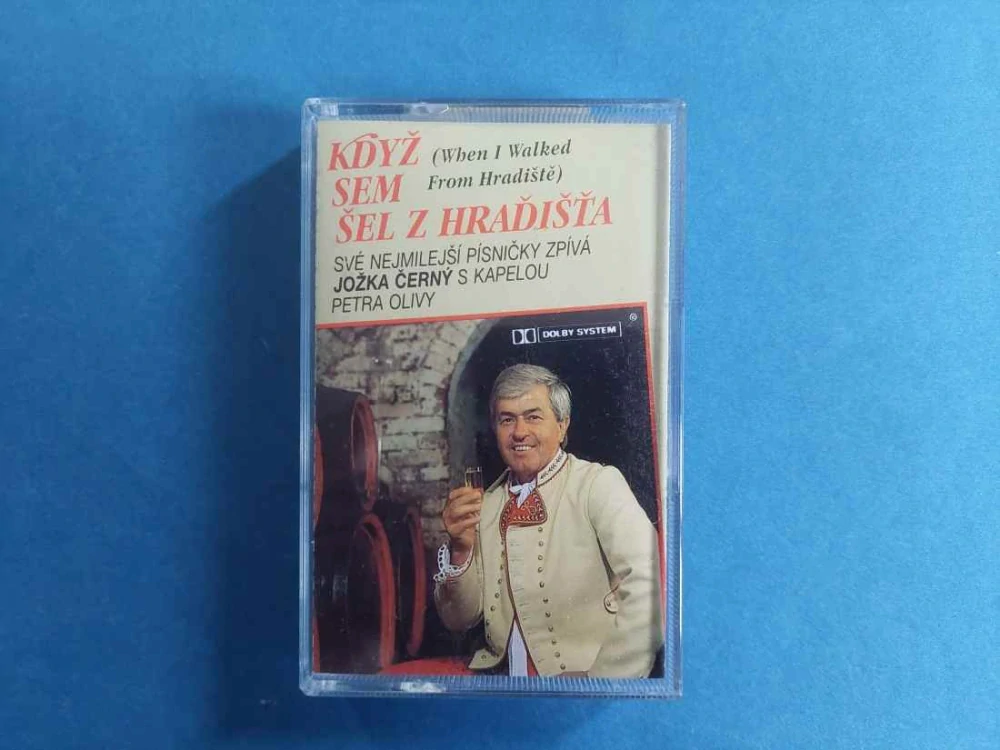 KDYŽ (When I Walked
SEM From Hradiště)
ŠEL Z HRAĎIŠŤA
SVÉ NEJMILEJŠÍ PÍSNIČKY ZPÍVÁ
JOŽKA ČERNÝ S KAPELOU
PETRA OLIVY
DOLBY SYSTEM ®